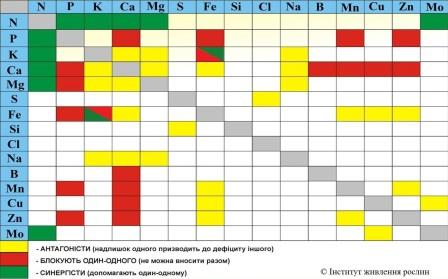 N P K Ca Mg S Fe Si Cl Na B Mn Cu Zn Mo
N
P
K
Ca
Mg
S
Fe
Si
Cl
Na
B
Mn
Cu
Zn
Mo
- АНТАГОНІСТИ (надлишок одного призводить до дефіциту іншого)
- БЛОКУЮТЬ ОДИН-ОДНОГО (не можна вносити разом)
- СИНЕРГІСТИ (допомагають один-одному)
© Інститут живлення рослин